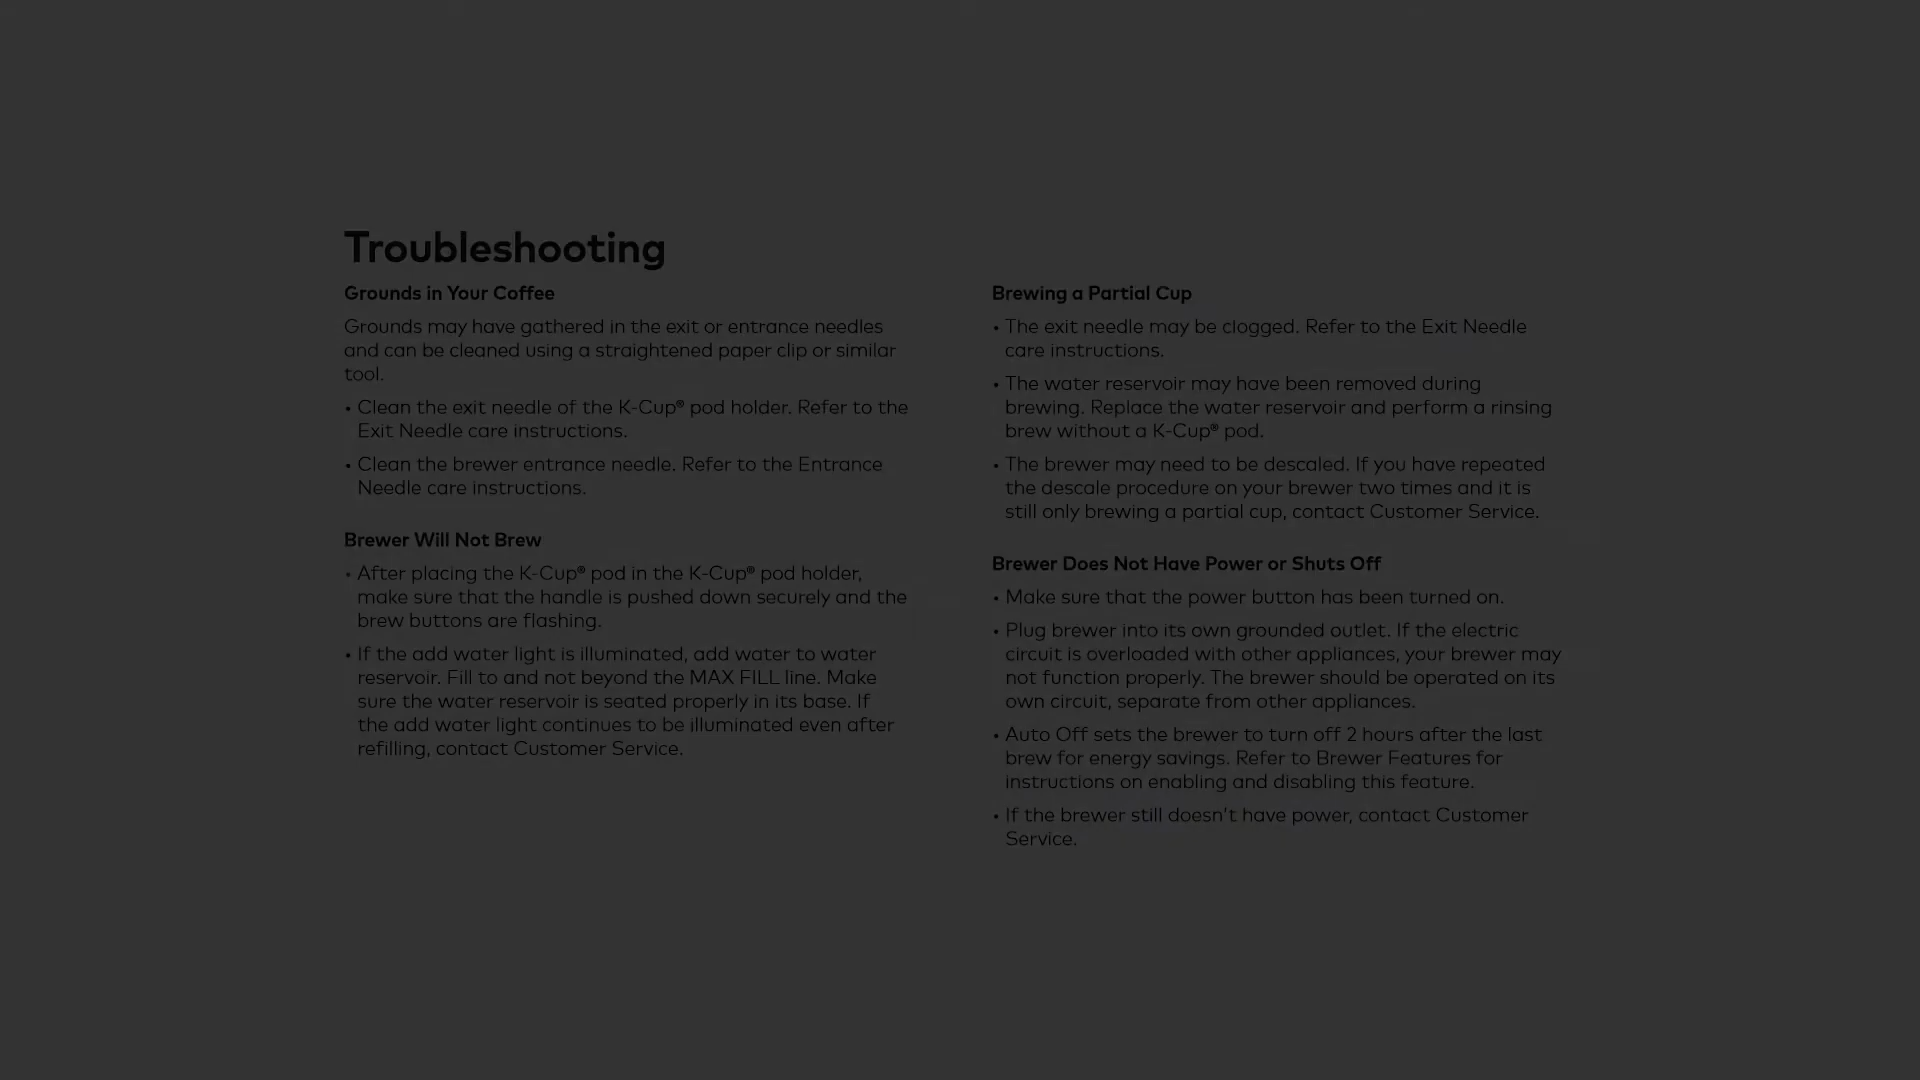 Troubleshooting
Grounds in Your Coffee
Grounds may have gathered in the exit or entrance needles
and can be cleaned using a straightened paper clip or similar
tool.
• Clean the exit needle of the K-Cup® pod holder. Refer to the
Exit Needle care instructions.
• Clean the brewer entrance needle. Refer to the Entrance
Needle care instructions.
Brewer Will Not Brew
• After placing the K-Cup® pod in the K-Cup® pod holder,
make sure that the handle is pushed down securely and the
brew buttons are flashing.
• If the add water light is illuminated, add water to water
reservoir. Fill to and not beyond the MAX FILL line. Make
sure the water reservoir is seated properly in its base. If
the add water light continues to be illuminated even after
refilling, contact Customer Service.
Brewing a Partial Cup
• The exit needle may be clogged. Refer to the Exit Needle
care instructions.
• The water reservoir may have been removed during
brewing. Replace the water reservoir and perform a rinsing
brew without a K-Cup® pod.
• The brewer may need to be descaled. If you have repeated
the descale procedure on your brewer two times and it is
still only brewing a partial cup, contact Customer Service.
Brewer Does Not Have Power or Shuts Off
• Make sure that the power button has been turned on.
• Plug brewer into its own grounded outlet. If the electric
circuit is overloaded with other appliances, your brewer may
not function properly. The brewer should be operated on its
own circuit, separate from other appliances.
• Auto Off sets the brewer to turn off 2 hours after the last
brew for energy savings. Refer to Brewer Features for
instructions on enabling and disabling this feature.
• If the brewer still doesn't have power, contact Customer
Service.